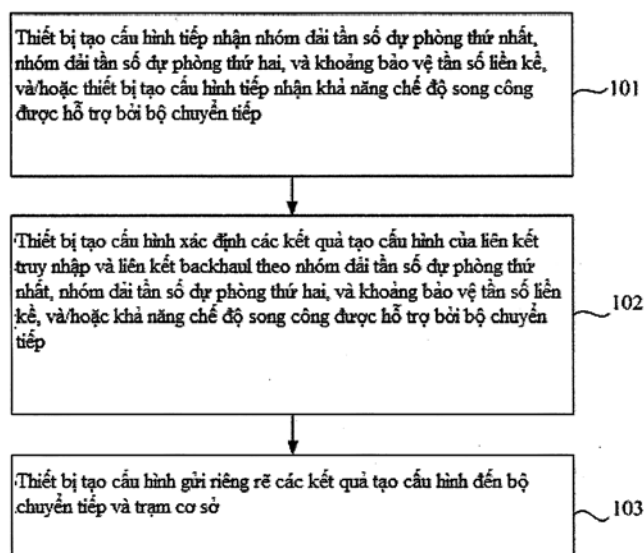 Thiết bị tạo cấu hình tiếp nhận nhóm dải tần số dự phòng thứ nhất,
nhóm dải tần số dự phòng thứ hai, và khoảng bảo vệ tần số liền kề,
và/hoặc thiết bị tạo cấu hình tiếp nhận khả năng chế độ song công
được hỗ trợ bởi bộ chuyển tiếp
101
Thiết bị tạo cấu hình xác định các kết quả tạo cấu hình của liên kết
truy nhập và liên kết backhaul theo nhóm dải tần số dự phòng thứ
nhất, nhóm dải tần số dự phòng thứ hai, và khoảng bảo vệ tần số liền
kề, và/hoặc khả năng chế độ song công được hỗ trợ bởi bộ chuyển
tiếp
102
Thiết bị tạo cấu hình gửi riêng rẽ các kết quả tạo cấu hình đến bộ
chuyển tiếp và trạm cơ sở
103